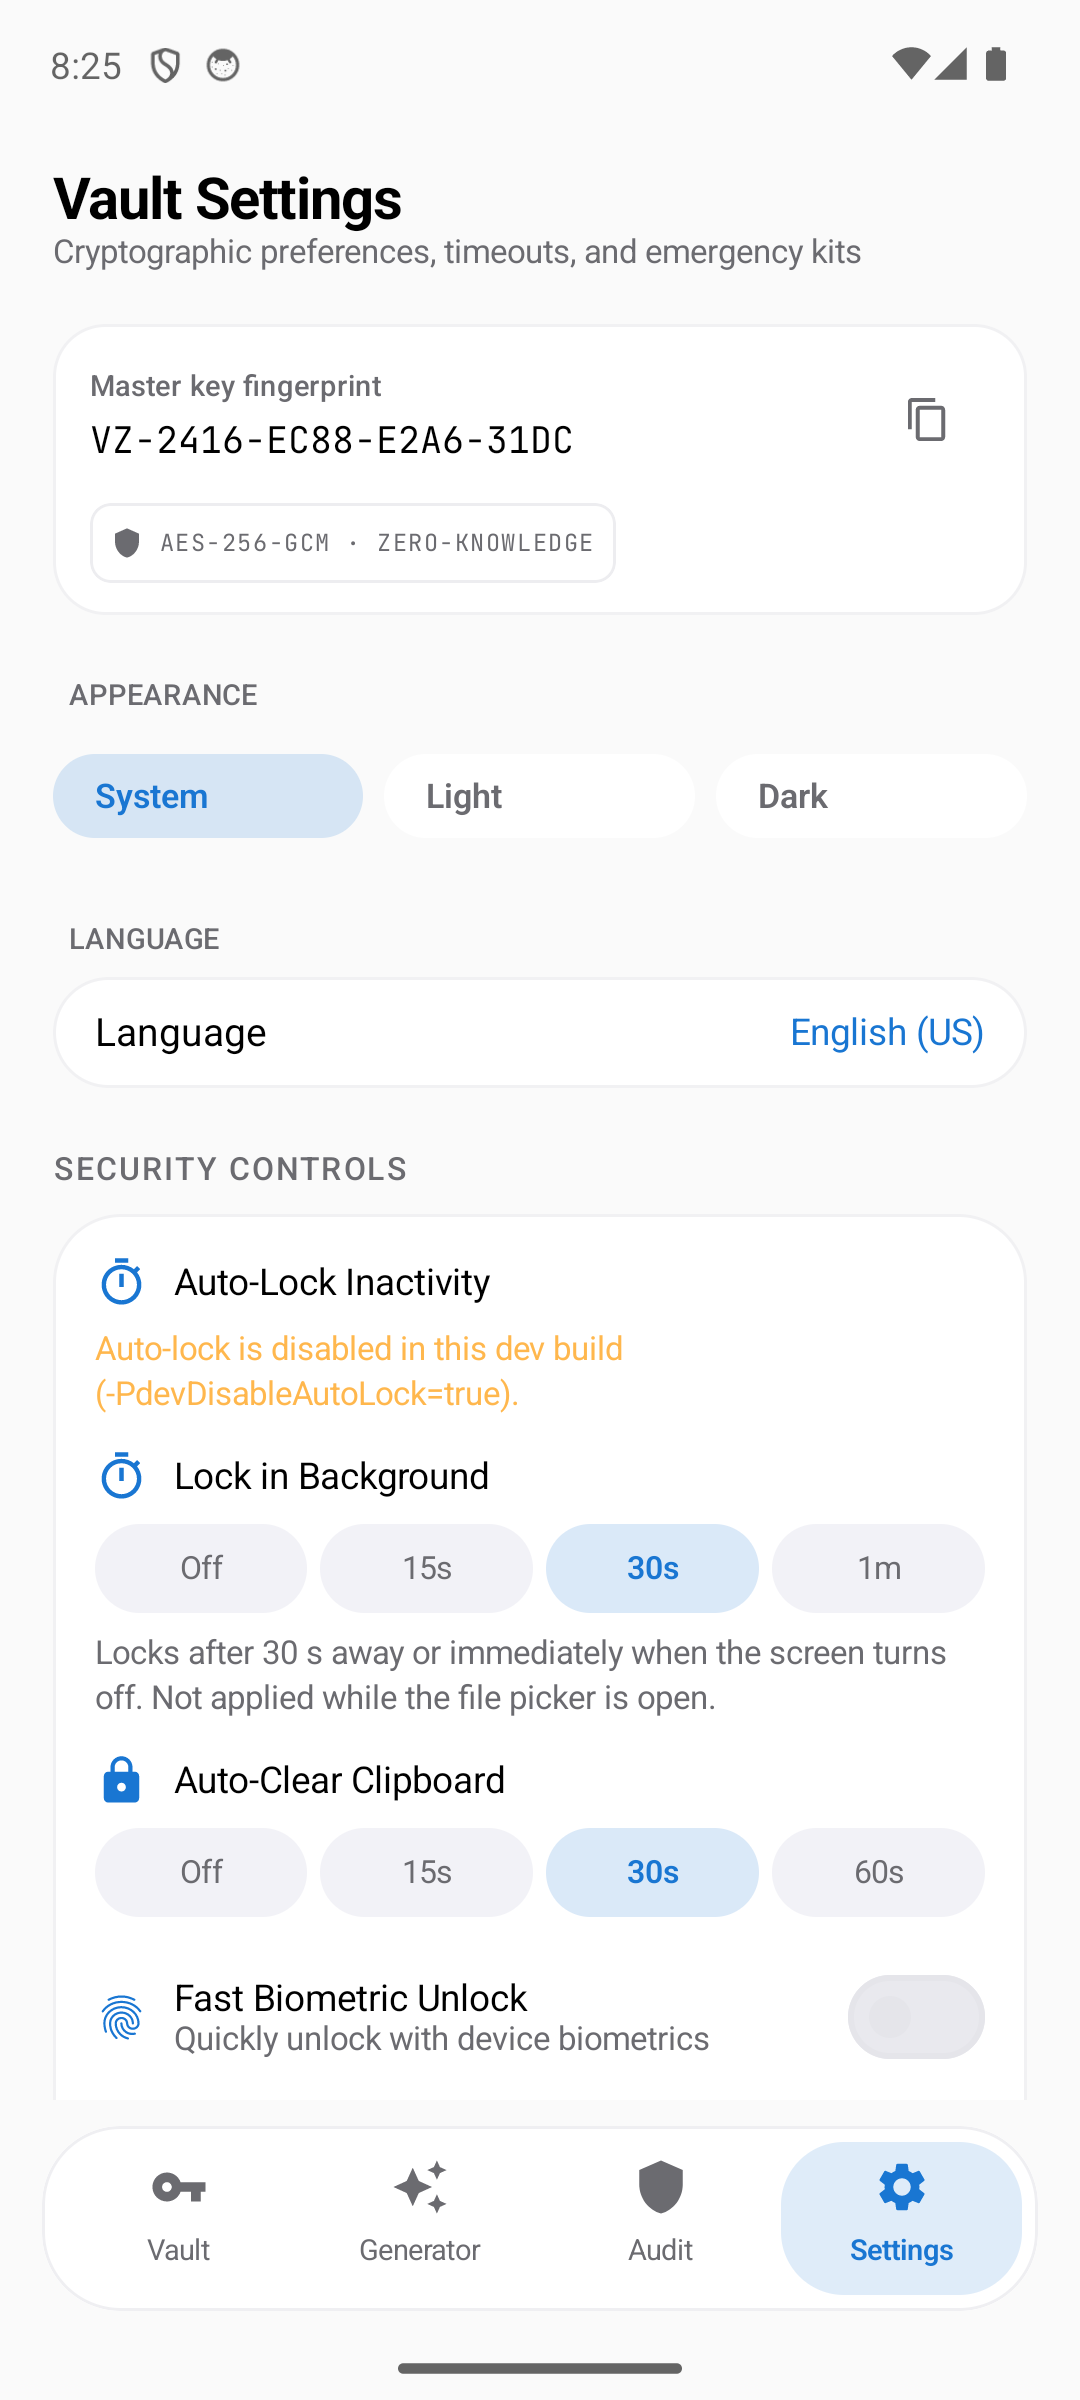 8:25
Vault Settings
Cryptographic preferences, timeouts, and emergency kits
Master key fingerprint
VZ-2416-EC88-E2A6-31DC
AES-256-GCM · ZERO-KNOWLEDGE
APPEARANCE
System Light Dark
LANGUAGE
Language English (US)
SECURITY CONTROLS
Auto-Lock Inactivity
Auto-lock is disabled in this dev build
(-PdevDisableAutoLock=true).
Lock in Background
Off 15s 30s 1m
Locks after 30 s away or immediately when the screen turns
off. Not applied while the file picker is open.
Auto-Clear Clipboard
Off 15s 30s 60s
Fast Biometric Unlock
Quickly unlock with device biometrics
Vault Generator Audit Settings